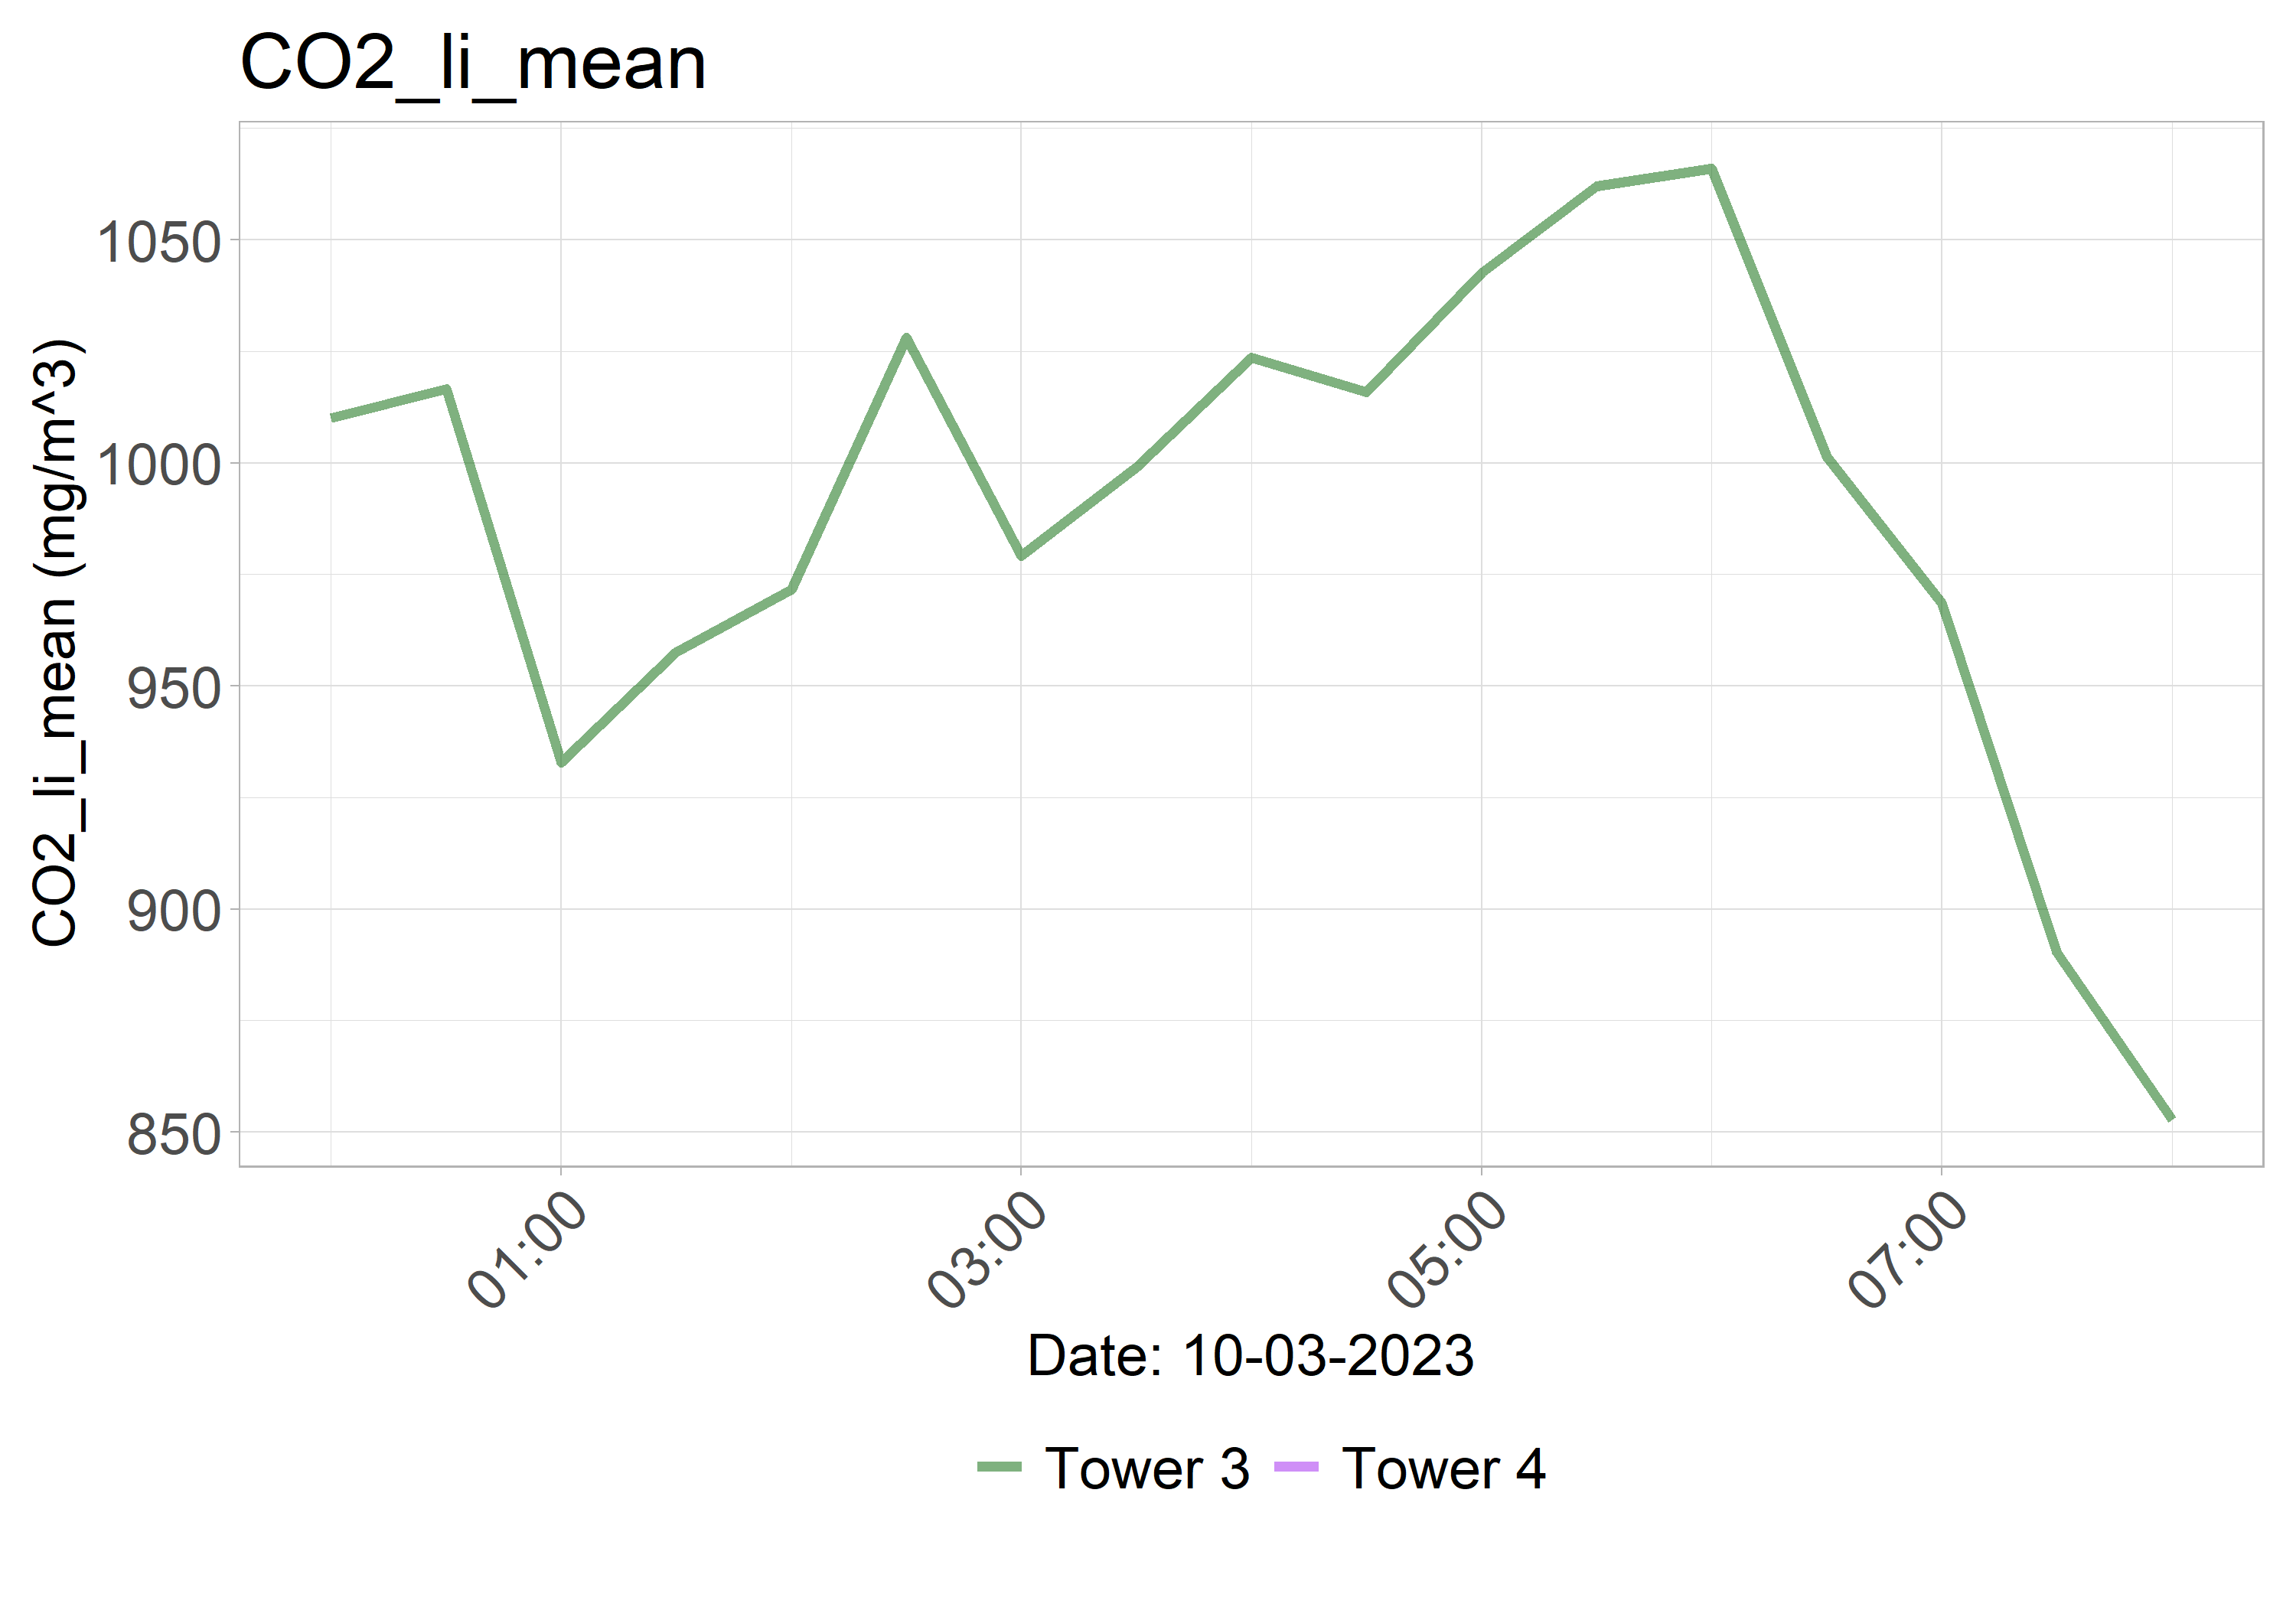 CO2_li_mean
CO2_li_mean (mg/m^3)
1050
1000
950
900
850
01:00
03:00
05:00
07:00
Date: 10-03-2023
Tower 3
Tower 4